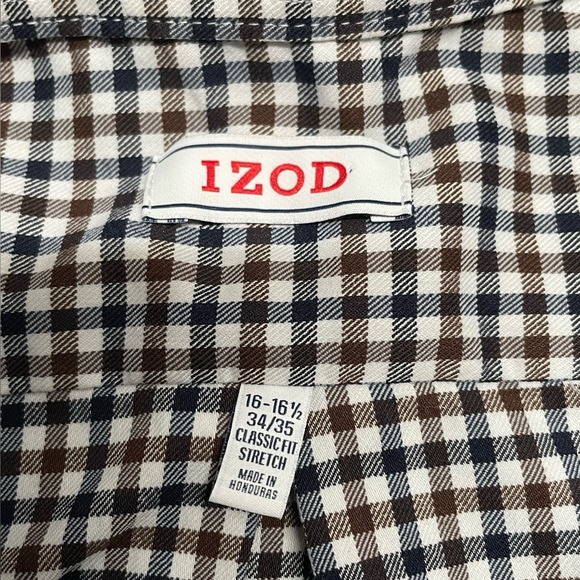 IZOD
16-16½
34/35
CLASSIC FIT
STRETCH
MADE IN
HONDURAS